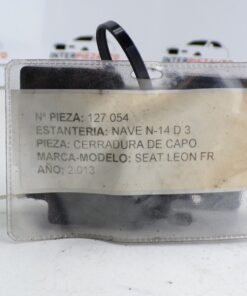 Nº PIEZA: 127.054
ESTANTERIA: NAVE N-14 D 3
PIEZA: CERRADURA DE CAPO
MARCA-MODELO: SEAT LEON FR
AÑO: 2.013